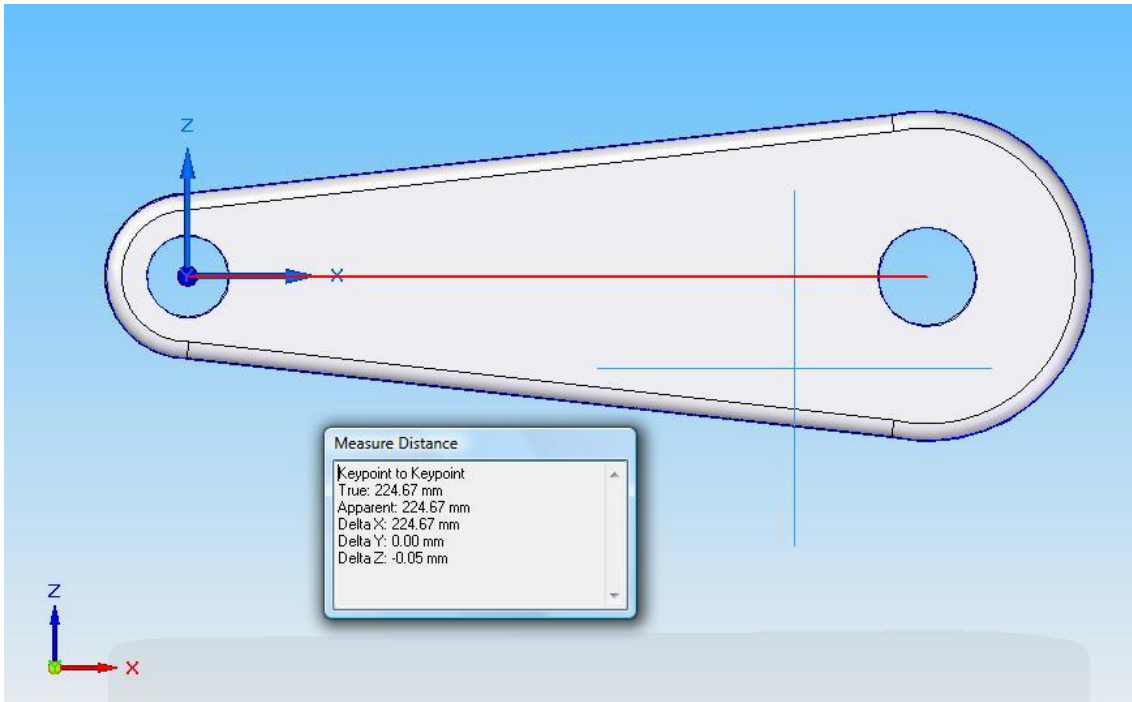 Z
X
Measure Distance
Keypoint to Keypoint
True: 224.67 mm
Apparent: 224.67 mm
Delta X: 224.67 mm
Delta Y: 0.00 mm
Delta Z: -0.05 mm
Z
Y
X